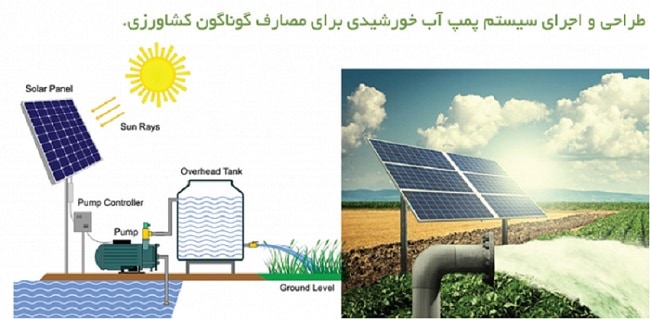 طراحی و اجرای سیستم پمپ آب خورشیدی برای مصارف گوناگون کشاورزی.
Solar Panel
Sun Rays
Overhead Tank
Pump Controller
Pump
Ground Level